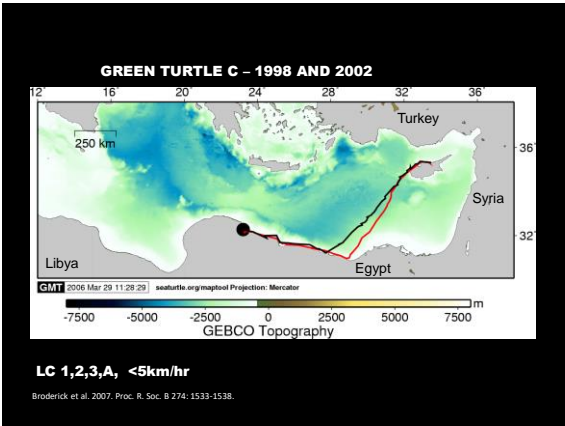 GREEN TURTLE C – 1998 AND 2002
12˚ 16˚ 20˚ 24˚ 28˚ 32˚ 36˚
250 km
Turkey
36˚
Syria
32˚
Libya
Egypt
GMT 2006 Mar 29 11:28:29 seaturtle.org/maptool Projection: Mercator
m
-7500 -5000 -2500 0 2500 5000 7500
GEBCO Topography
LC 1,2,3,A, <5km/hr
Broderick et al. 2007. Proc. R. Soc. B 274: 1533-1538.